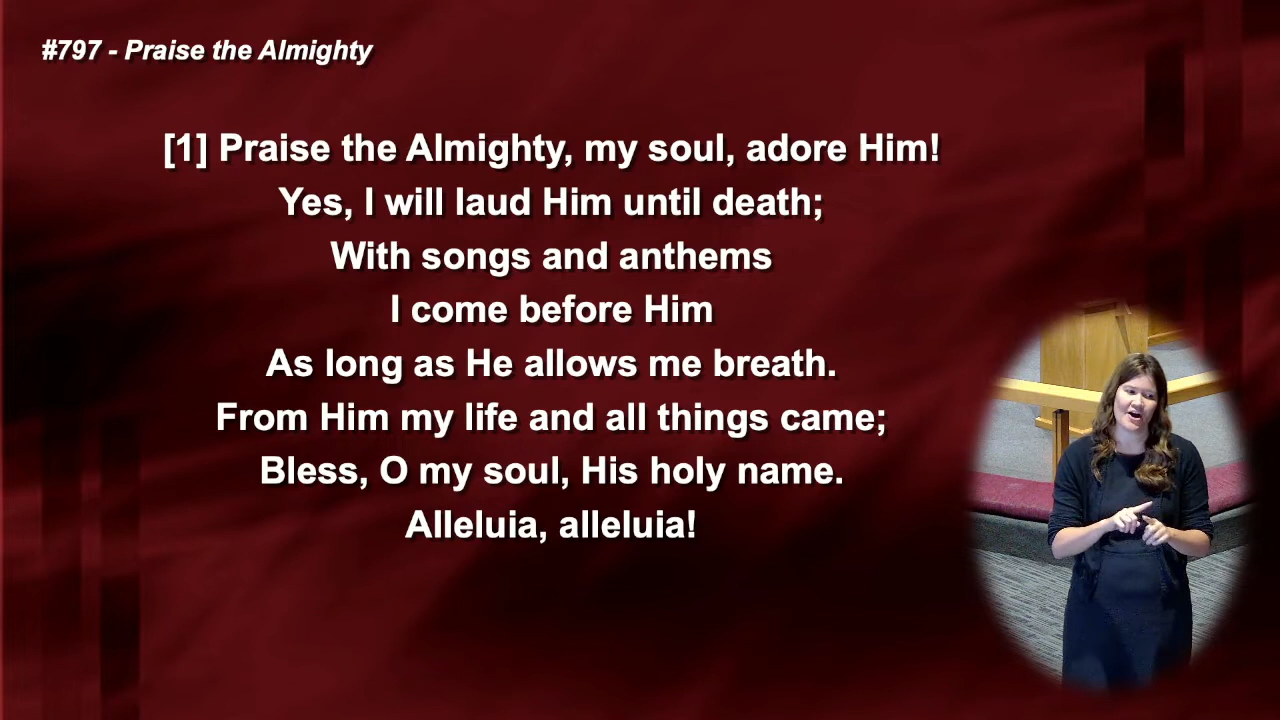 #797 - Praise the Almighty
[1] Praise the Almighty, my soul, adore Him!
Yes, I will laud Him until death;
With songs and anthems
I come before Him
As long as He allows me breath.
From Him my life and all things came;
Bless, O my soul, His holy name.
Alleluia, alleluia!